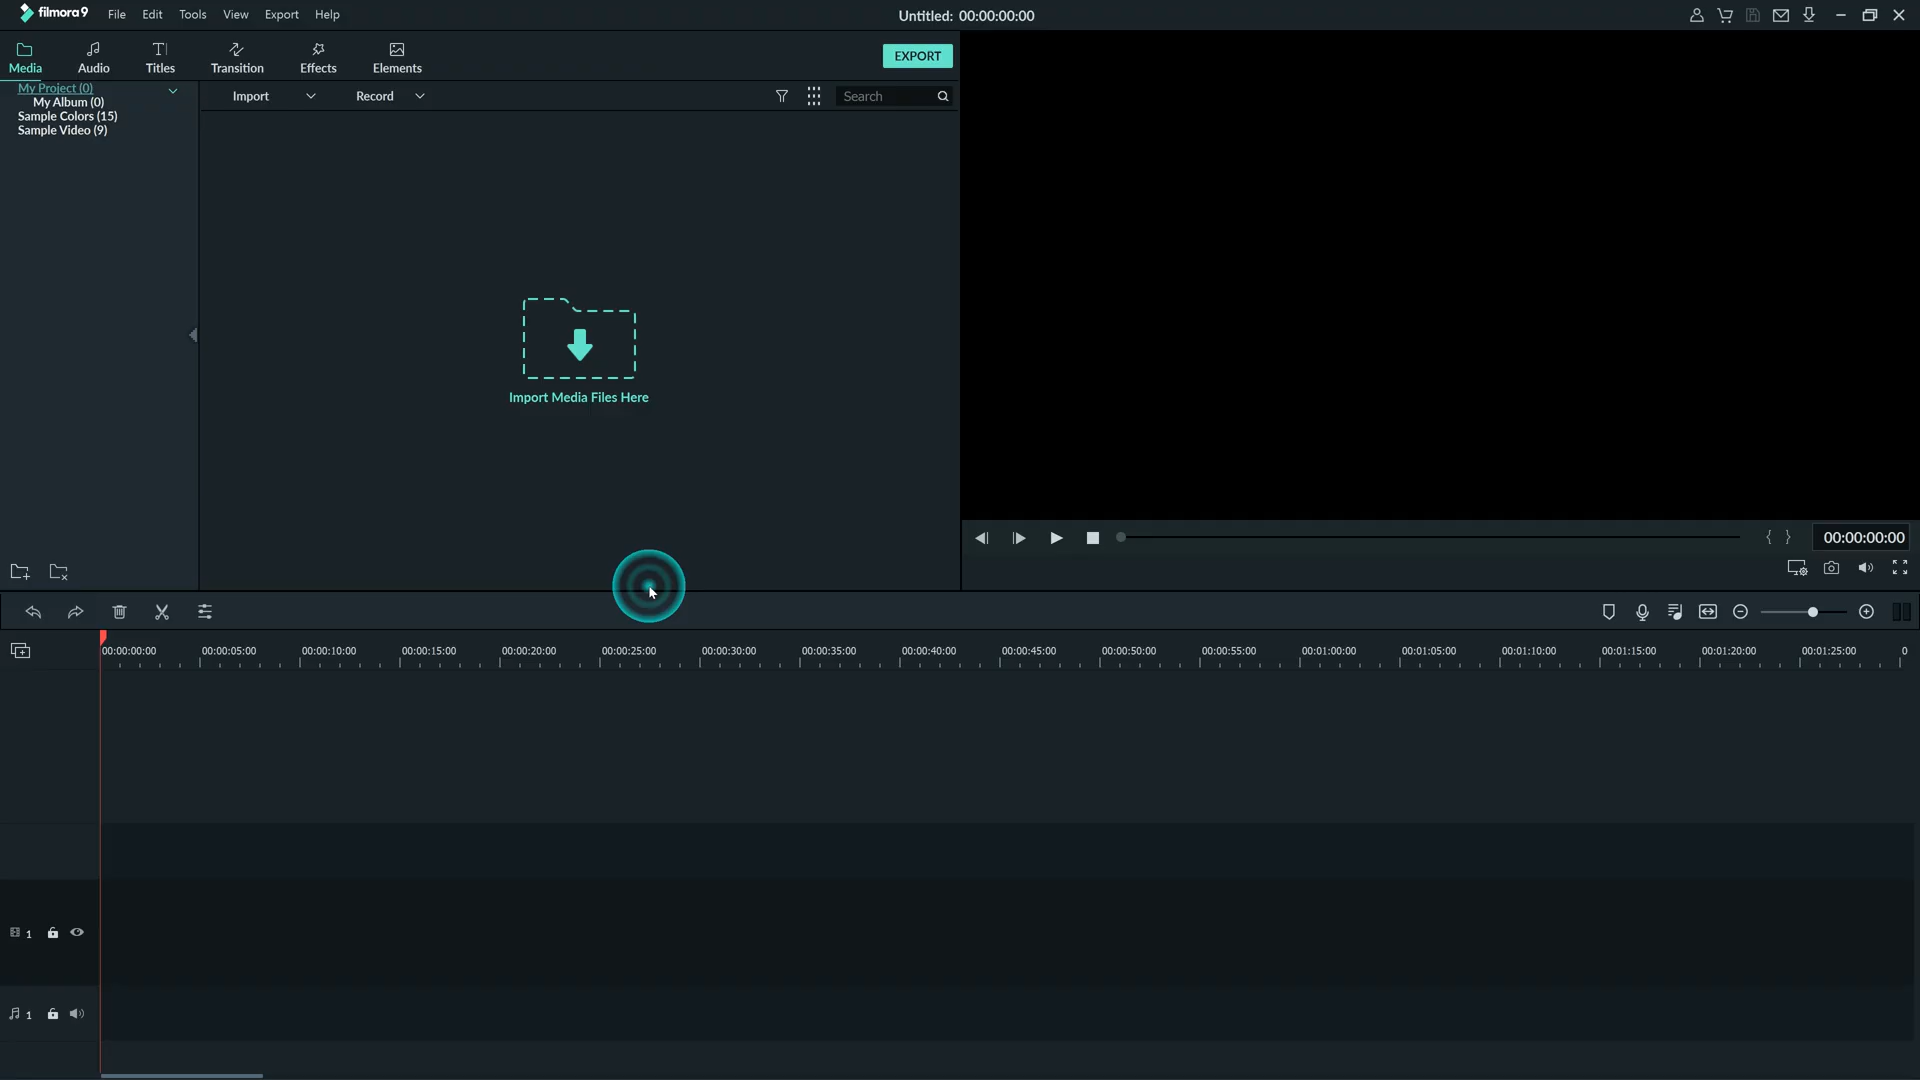 filmora9 File Edit Tools View Export Help Untitled: 00:00:00:00
Media Audio Titles Transition Effects Elements EXPORT
My Project (0)
My Album (0)
Sample Colors (15)
Sample Video (9)
Import Record Search
Import Media Files Here
{ } 00:00:00:00
00:00:00:00 00:00:05:00 00:00:10:00 00:00:15:00 00:00:20:00 00:00:25:00 00:00:30:00 00:00:35:00 00:00:40:00 00:00:45:00 00:00:50:00 00:00:55:00 00:01:00:00 00:01:05:00 00:01:10:00 00:01:15:00 00:01:20:00 00:01:25:00 0
1
1